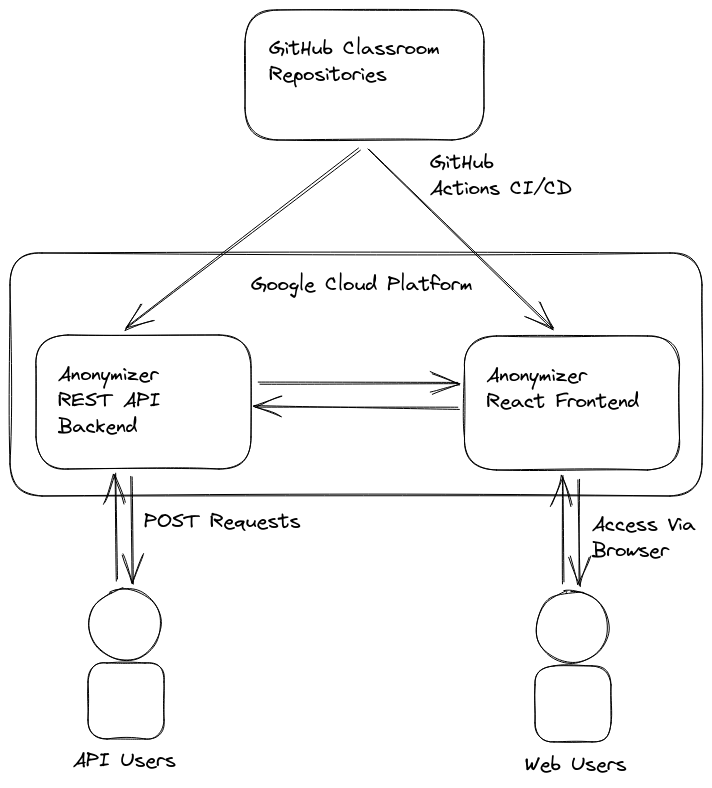 GitHub Classroom
Repositories
GitHub
Actions CI/CD
Google Cloud Platform
Anonymizer
REST API
Backend
Anonymizer
React Frontend
POST Requests
Access Via
Browser
API Users
Web Users